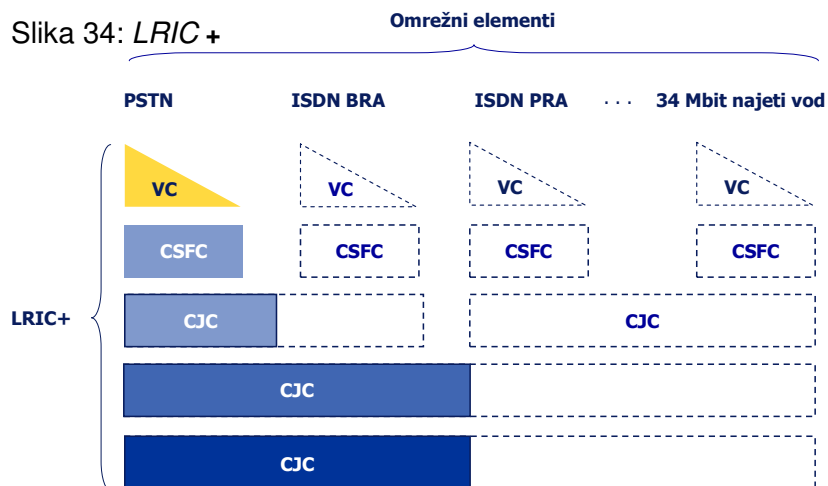 Omrežni elementi
Slika 34: LRIC +
PSTN ISDN BRA ISDN PRA . . . 34 Mbit najeti vod
VC VC VC VC
CSFC CSFC CSFC CSFC
LRIC+ CJC CJC
CJC
CJC